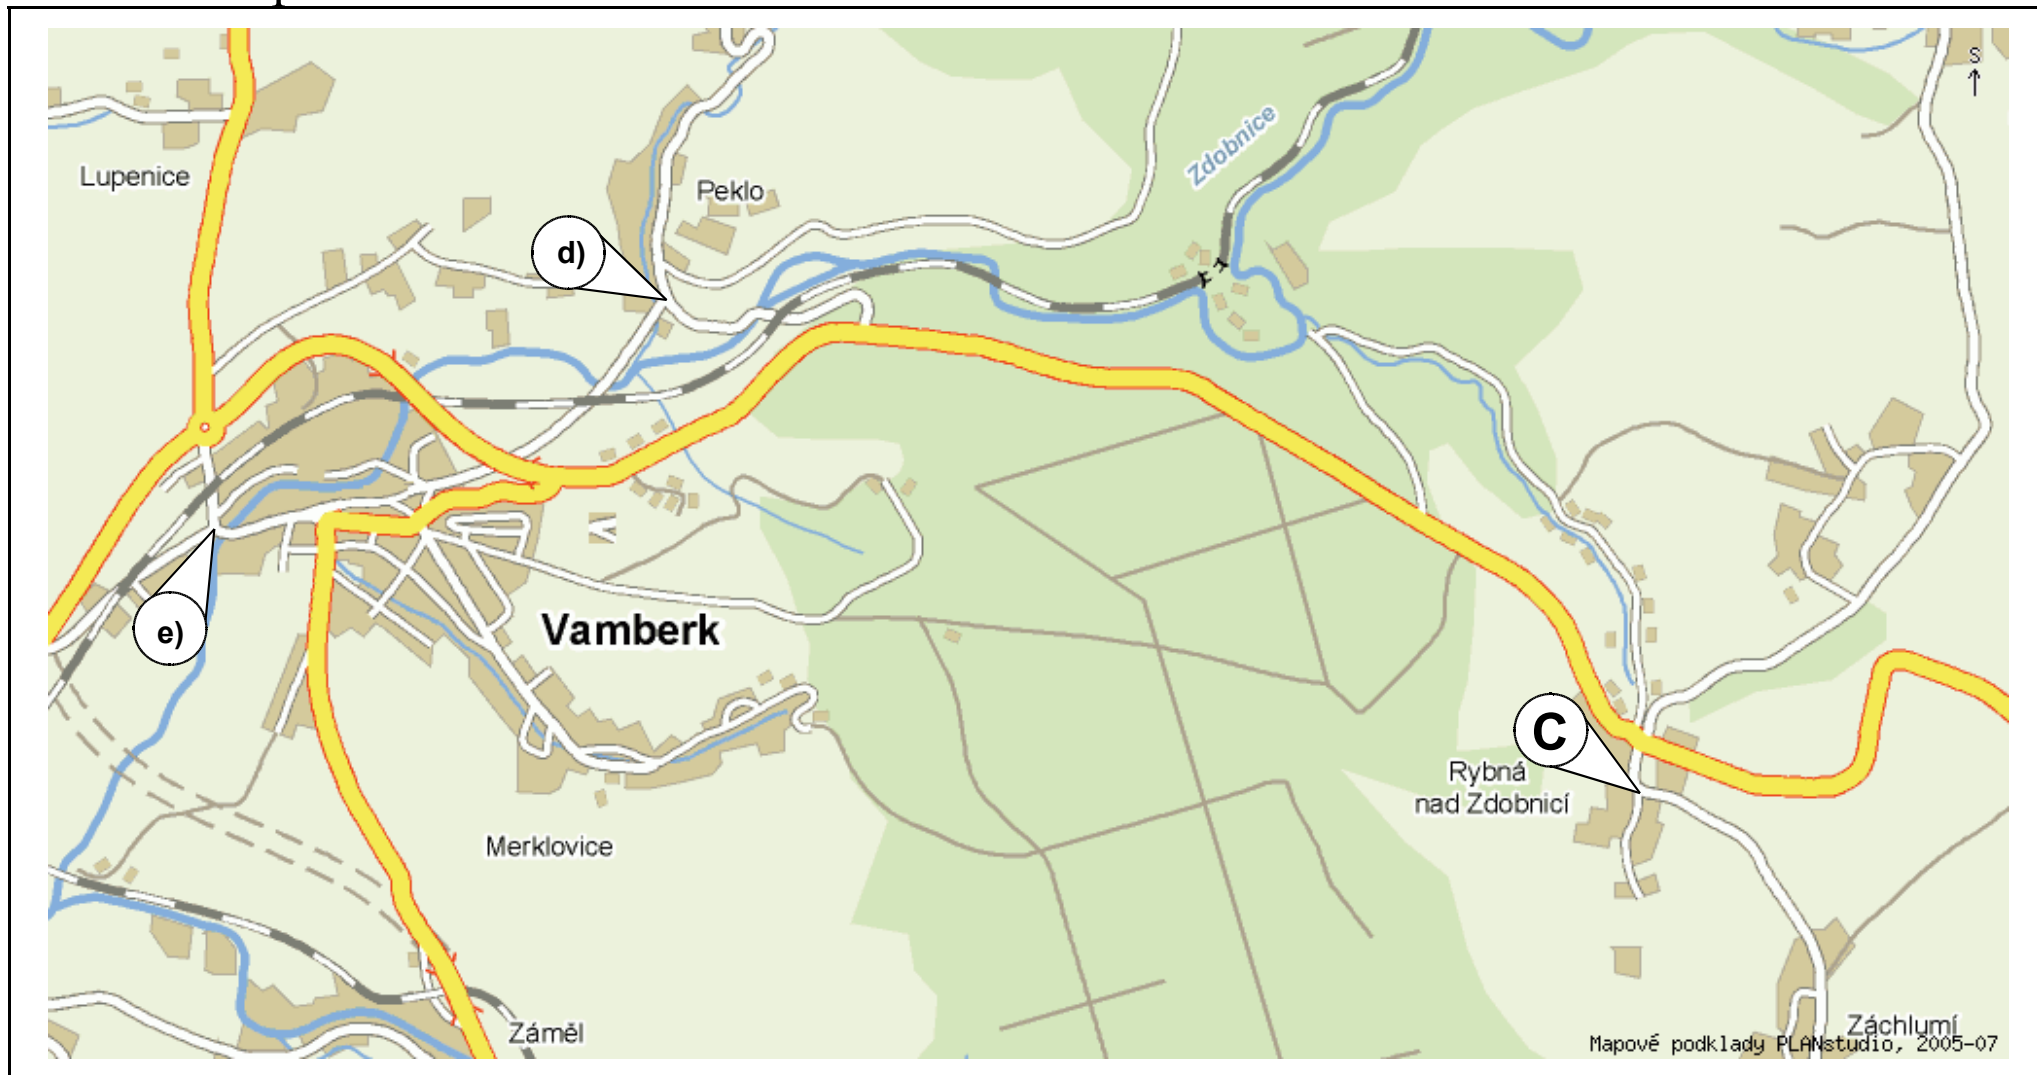 S
Zdobnice
Lupenice
Peklo
d)
e)
Vamberk
C
Rybná
nad Zdobnicí
Merklovice
Záměl
Záchlumí
Mapové podklady PLANstudio, 2005-07